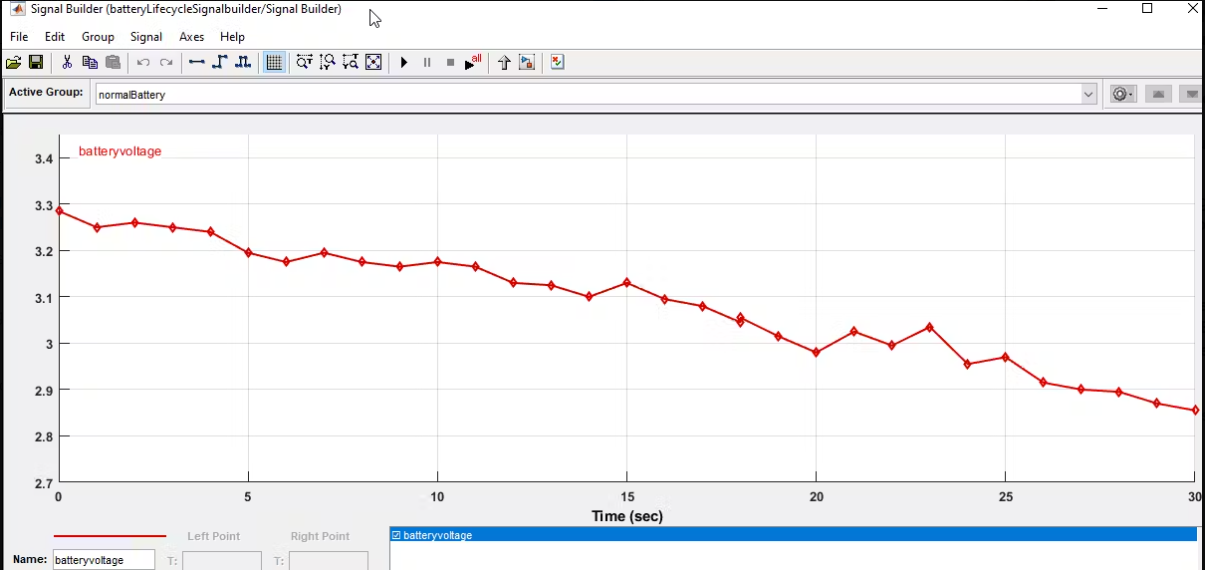 Signal Builder (batteryLifecycleSignalbuilder/Signal Builder)
File Edit Group Signal Axes Help
all
Active Group: normalBattery
batteryvoltage
3.4
3.3
3.2
3.1
3
2.9
2.8
2.7
0 5 10 15 20 25 30
Time (sec)
Left Point Right Point batteryvoltage
Name: batteryvoltage T: T: